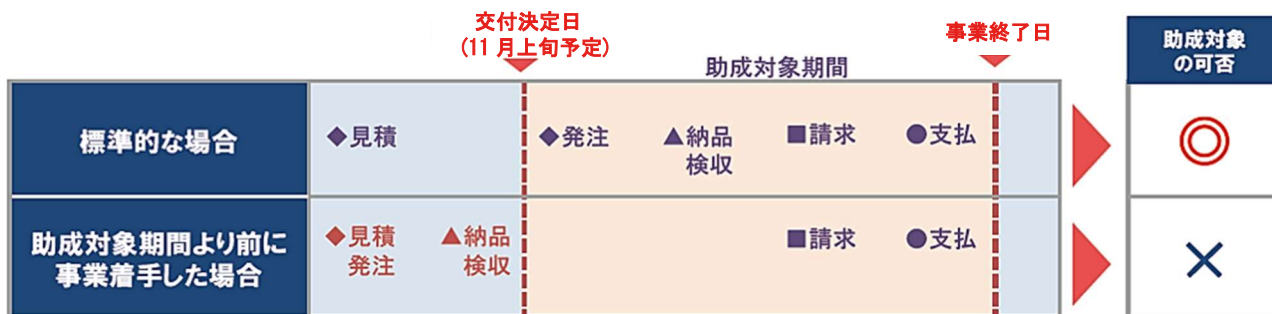 交付決定日
(11月上旬予定)
事業終了日
助成対象期間
助成対象
の可否
標準的な場合
◆見積
◆発注
▲納品
検収
■請求
●支払
◎
助成対象期間より前に
事業着手した場合
◆見積
発注
▲納品
検収
■請求
●支払
×